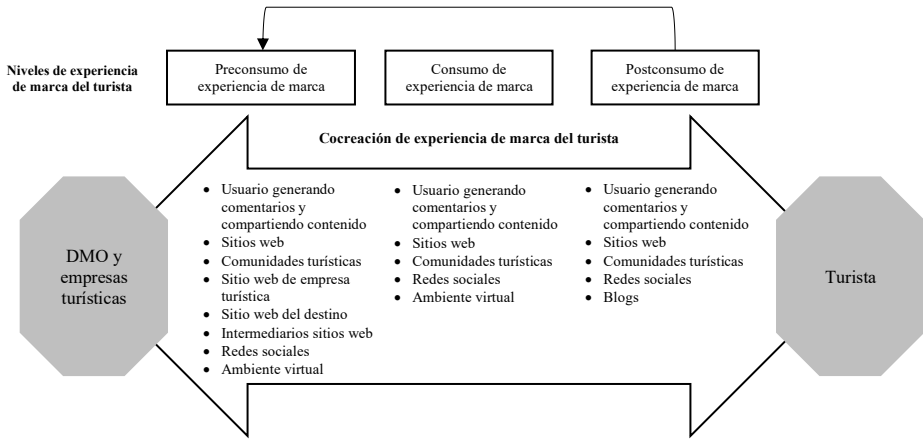 Niveles de experiencia
de marca del turista
Preconsumo de
experiencia de marca
Consumo de
experiencia de marca
Postconsumo de
experiencia de marca
Cocreación de experiencia de marca del turista
DMO y
empresas
turísticas
• Usuario generando
comentarios y
compartiendo contenido
• Sitios web
• Comunidades turísticas
• Sitio web de empresa
turística
• Sitio web del destino
• Intermediarios sitios web
• Redes sociales
• Ambiente virtual
• Usuario generando
comentarios y
compartiendo contenido
• Sitios web
• Comunidades turísticas
• Redes sociales
• Ambiente virtual
• Usuario generando
comentarios y
compartiendo contenido
• Sitios web
• Comunidades turísticas
• Redes sociales
• Blogs
Turista